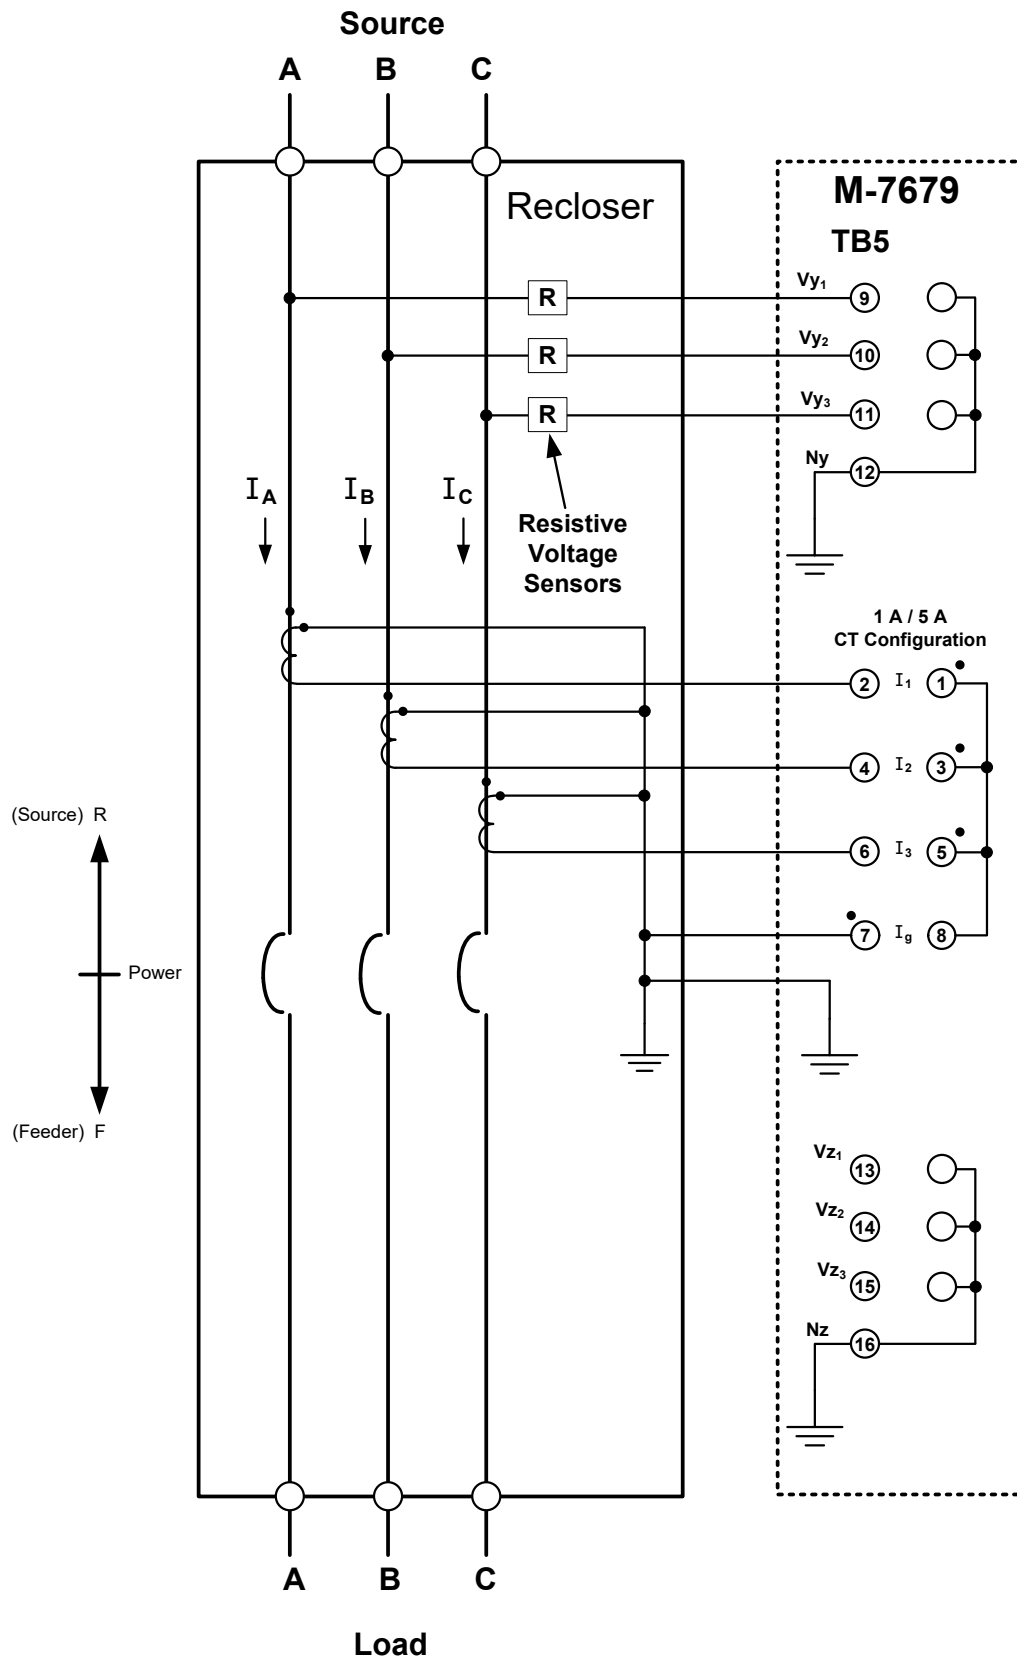 Source
A B C
Recloser
M-7679
TB5
Vy1 9
R
Vy2 10
R
Vy3 11
R
Ny 12
IA IB IC
Resistive
Voltage
Sensors
1 A / 5 A
CT Configuration
2 I1 1
4 I2 3
(Source) R
6 I3 5
7 Ig 8
Power
(Feeder) F
Vz1 13
Vz2 14
Vz3 15
Nz 16
A B C
Load